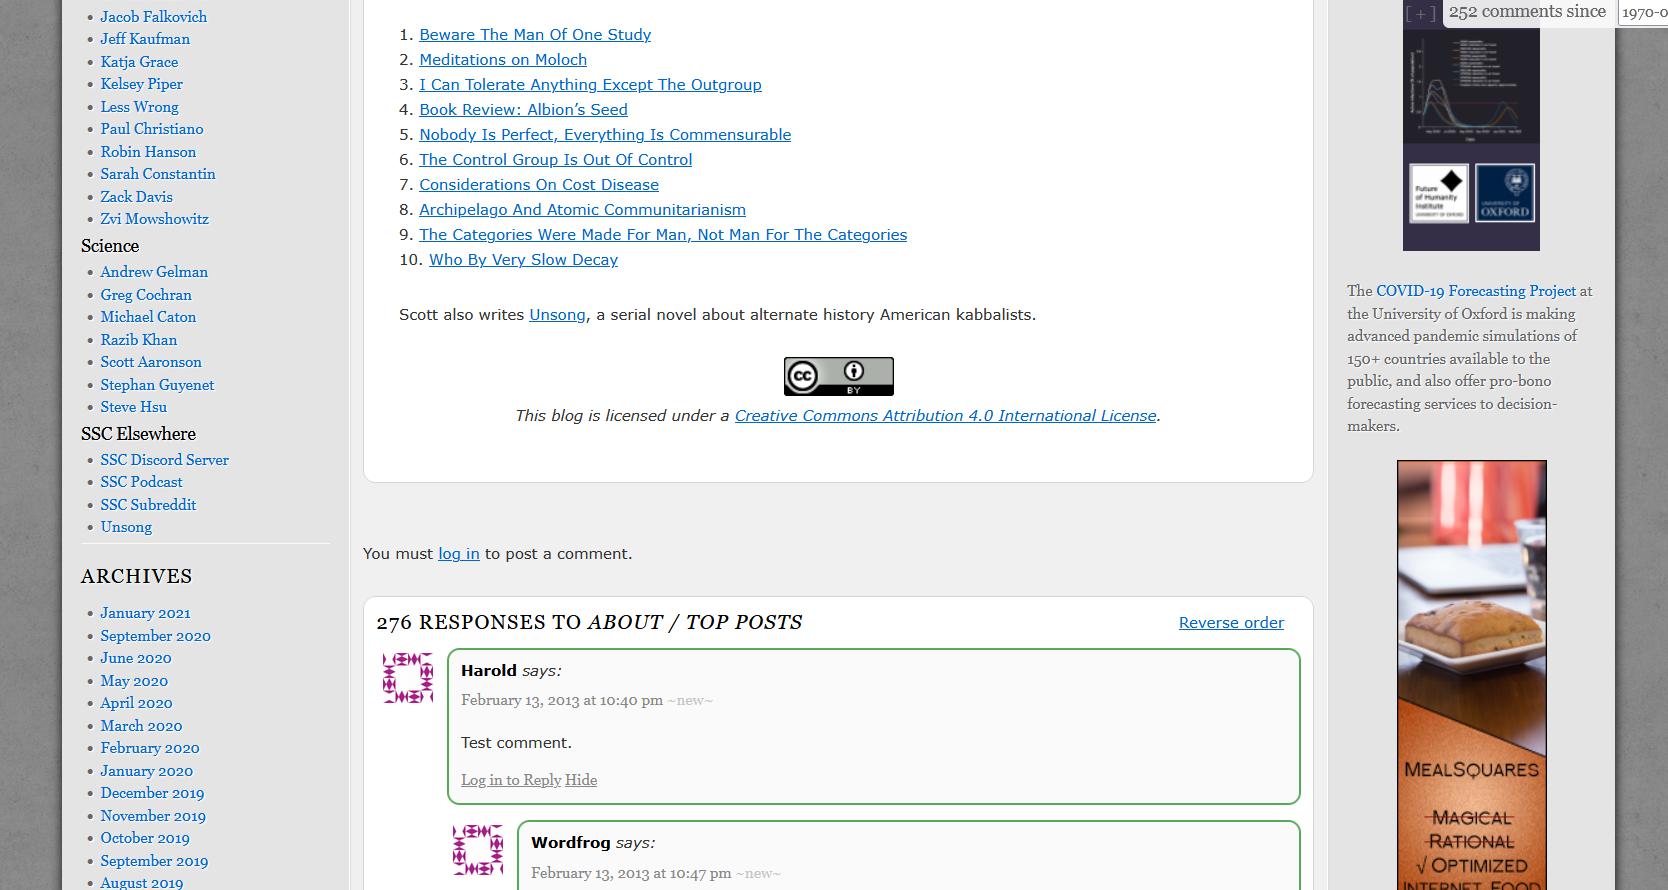 Jacob Falkovich
Jeff Kaufman
Katja Grace
Kelsey Piper
Less Wrong
Paul Christiano
Robin Hanson
Sarah Constantin
Zack Davis
Zvi Mowshowitz
Science
Andrew Gelman
Greg Cochran
Michael Caton
Razib Khan
Scott Aaronson
Stephan Guyenet
Steve Hsu
SSC Elsewhere
SSC Discord Server
SSC Podcast
SSC Subreddit
Unsong
ARCHIVES
January 2021
September 2020
June 2020
May 2020
April 2020
March 2020
February 2020
January 2020
December 2019
November 2019
October 2019
September 2019
August 2019
1. Beware The Man Of One Study
2. Meditations on Moloch
3. I Can Tolerate Anything Except The Outgroup
4. Book Review: Albion’s Seed
5. Nobody Is Perfect, Everything Is Commensurable
6. The Control Group Is Out Of Control
7. Considerations On Cost Disease
8. Archipelago And Atomic Communitarianism
9. The Categories Were Made For Man, Not Man For The Categories
10. Who By Very Slow Decay
Scott also writes Unsong, a serial novel about alternate history American kabbalists.
cc
BY
This blog is licensed under a Creative Commons Attribution 4.0 International License.
You must log in to post a comment.
276 RESPONSES TO ABOUT / TOP POSTS
Reverse order
Harold says:
February 13, 2013 at 10:40 pm ~new~
Test comment.
Log in to Reply Hide
Wordfrog says:
February 13, 2013 at 10:47 pm ~new~
[+] 252 comments since 1970-0
Future
of Humanity
Institute
UNIVERSITY OF OXFORD
UNIVERSITY OF
OXFORD
The COVID-19 Forecasting Project at
the University of Oxford is making
advanced pandemic simulations of
150+ countries available to the
public, and also offer pro-bono
forecasting services to decision-
makers.
MEALSQUARES
MAGICAL
RATIONAL
√ OPTIMIZED
INTERNET FOOD